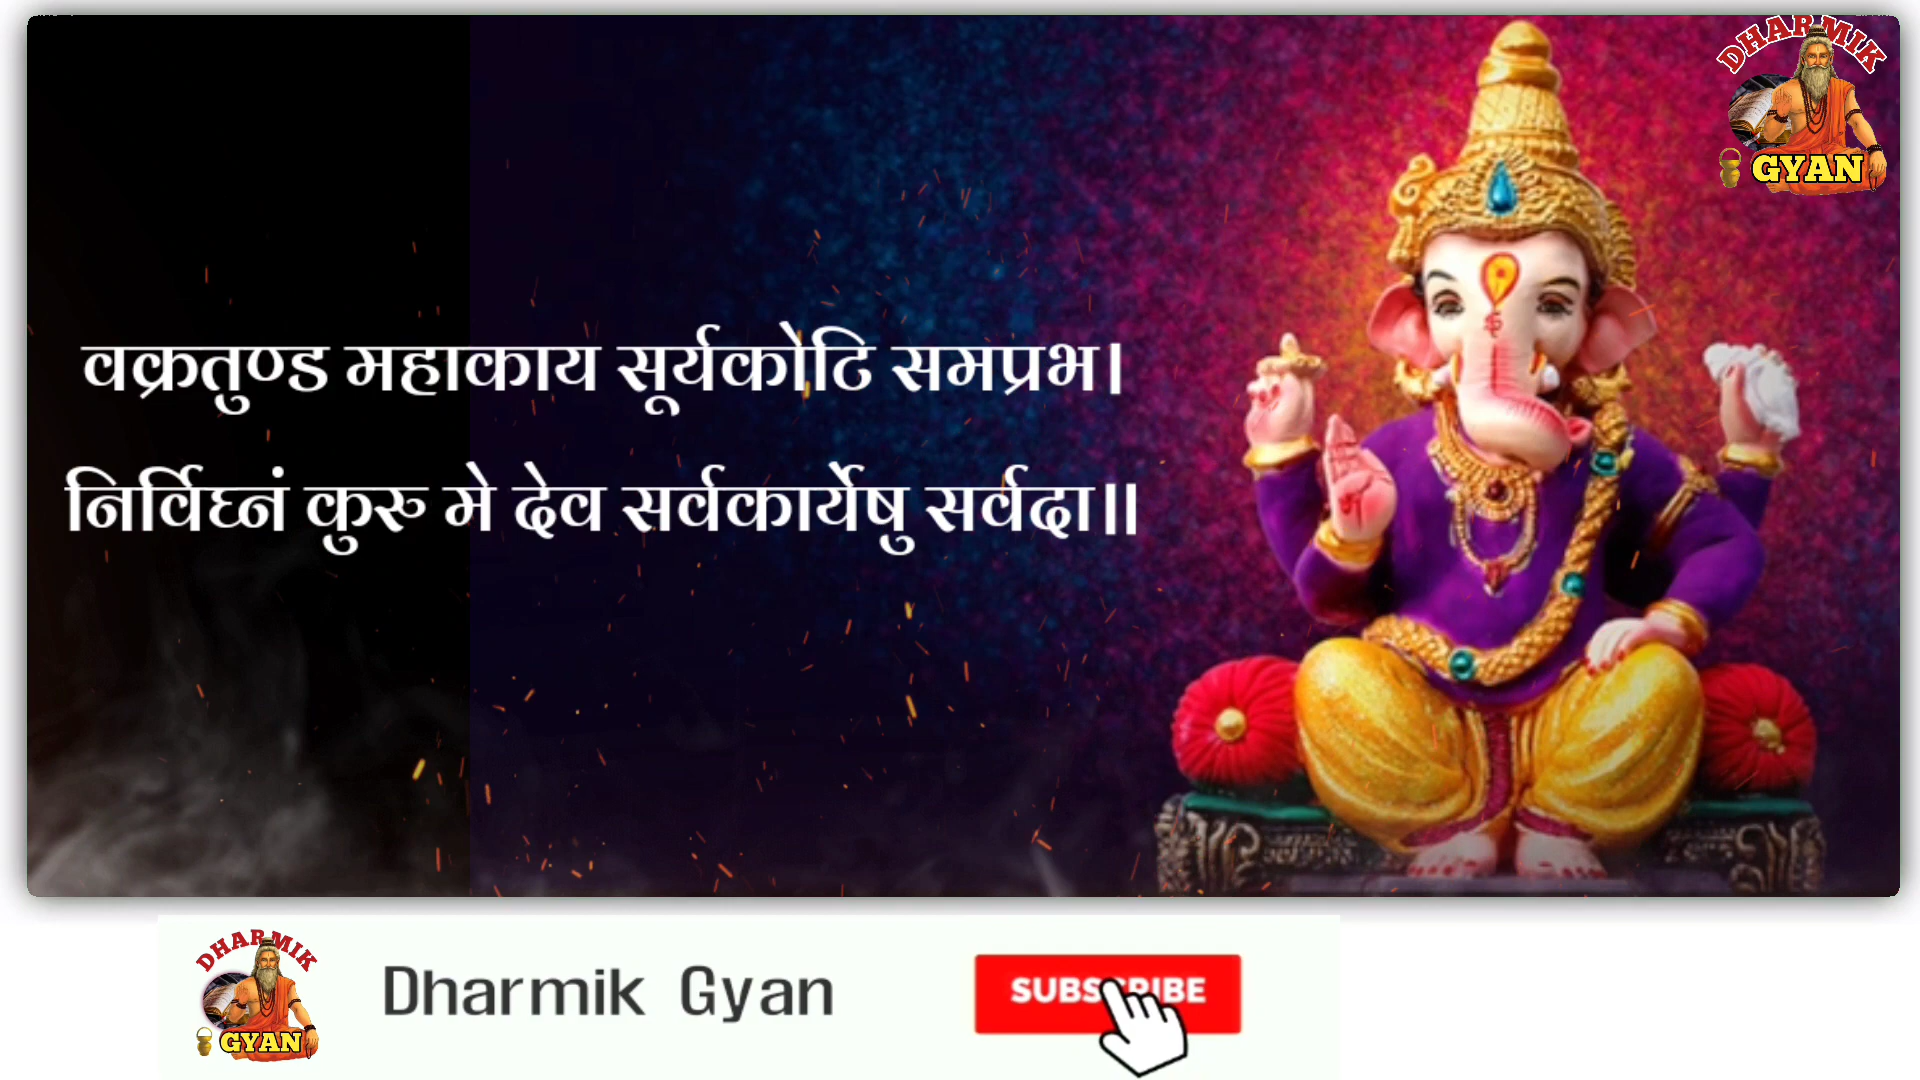 DHARMIK
GYAN
वक्रतुण्ड महाकाय सूर्यकोटि समप्रभ।
निर्विघ्नं कुरु मे देव सर्वकार्येषु सर्वदा॥
DHARMIK
GYAN
Dharmik Gyan
SUBSCRIBE